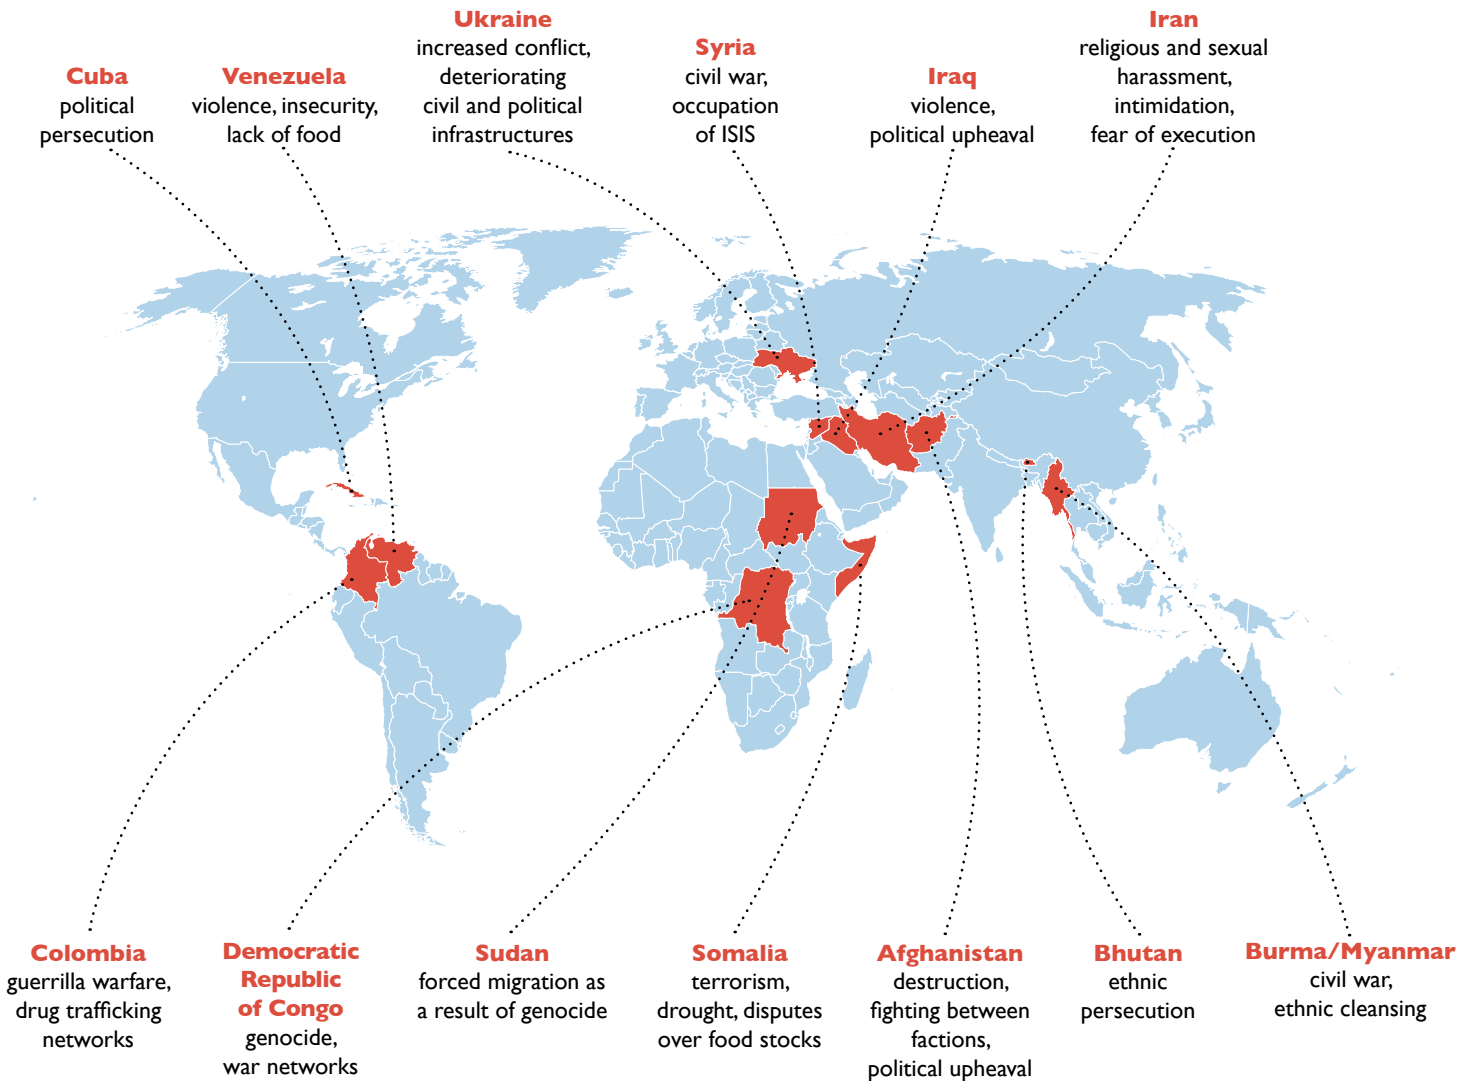 Cuba
political
persecution
Venezuela
violence, insecurity,
lack of food
Ukraine
increased conflict,
deteriorating
civil and political
infrastructures
Syria
civil war,
occupation
of ISIS
Iraq
violence,
political upheaval
Iran
religious and sexual
harassment,
intimidation,
fear of execution
Colombia
guerrilla warfare,
drug trafficking
networks
Democratic
Republic
of Congo
genocide,
war networks
Sudan
forced migration as
a result of genocide
Somalia
terrorism,
drought, disputes
over food stocks
Afghanistan
destruction,
fighting between
factions,
political upheaval
Bhutan
ethnic
persecution
Burma/Myanmar
civil war,
ethnic cleansing